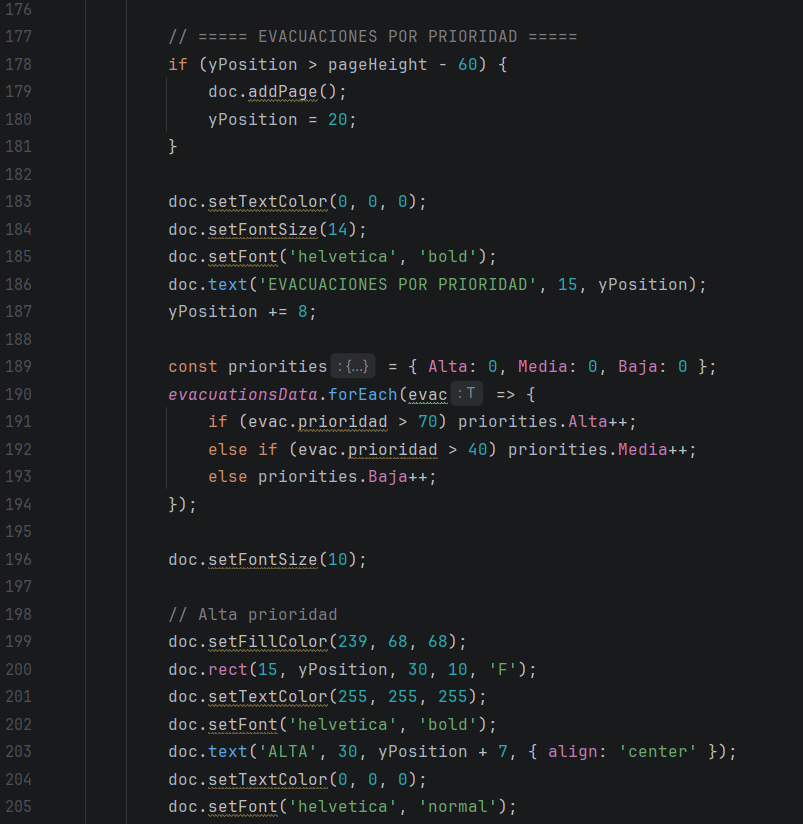 176
177 // ===== EVACUACIONES POR PRIORIDAD =====
178 if (yPosition > pageHeight - 60) {
179 doc.addPage();
180 yPosition = 20;
181 }
182
183 doc.setTextColor(0, 0, 0);
184 doc.setFontSize(14);
185 doc.setFont('helvetica', 'bold');
186 doc.text('EVACUACIONES POR PRIORIDAD', 15, yPosition);
187 yPosition += 8;
188
189 const priorities : {...} = { Alta: 0, Media: 0, Baja: 0 };
190 evacuationsData.forEach(evac : T => {
191 if (evac.prioridad > 70) priorities.Alta++;
192 else if (evac.prioridad > 40) priorities.Media++;
193 else priorities.Baja++;
194 });
195
196 doc.setFontSize(10);
197
198 // Alta prioridad
199 doc.setFillColor(239, 68, 68);
200 doc.rect(15, yPosition, 30, 10, 'F');
201 doc.setTextColor(255, 255, 255);
202 doc.setFont('helvetica', 'bold');
203 doc.text('ALTA', 30, yPosition + 7, { align: 'center' });
204 doc.setTextColor(0, 0, 0);
205 doc.setFont('helvetica', 'normal');